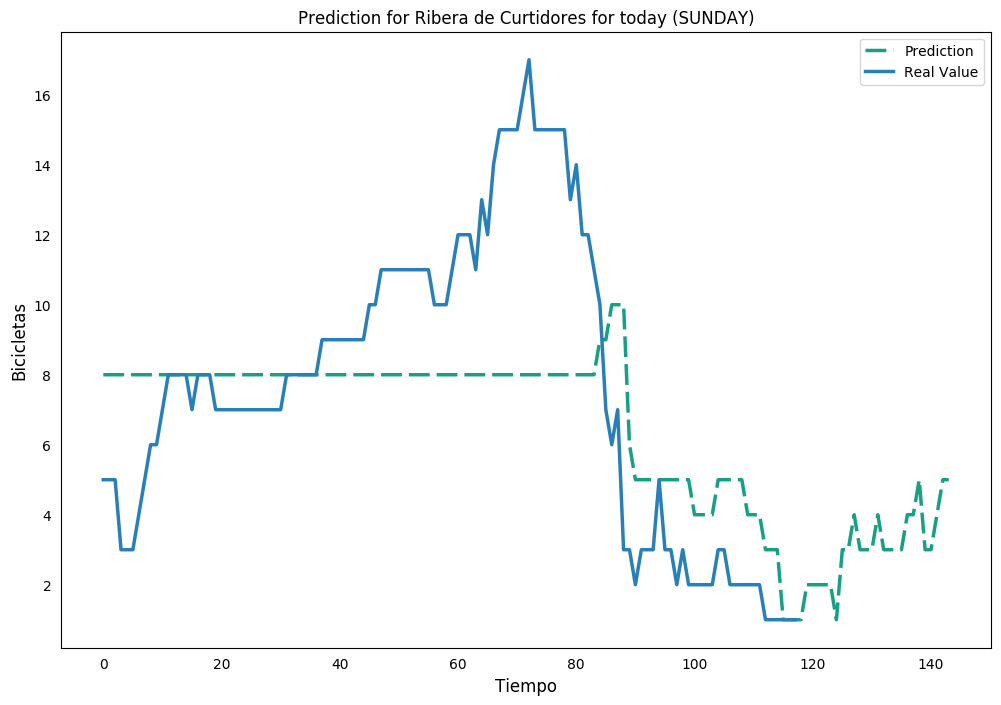 Prediction for Ribera de Curtidores for today (SUNDAY)
Prediction
Real Value
Bicicletas
16
14
12
10
8
6
4
2
0 20 40 60 80 100 120 140
Tiempo